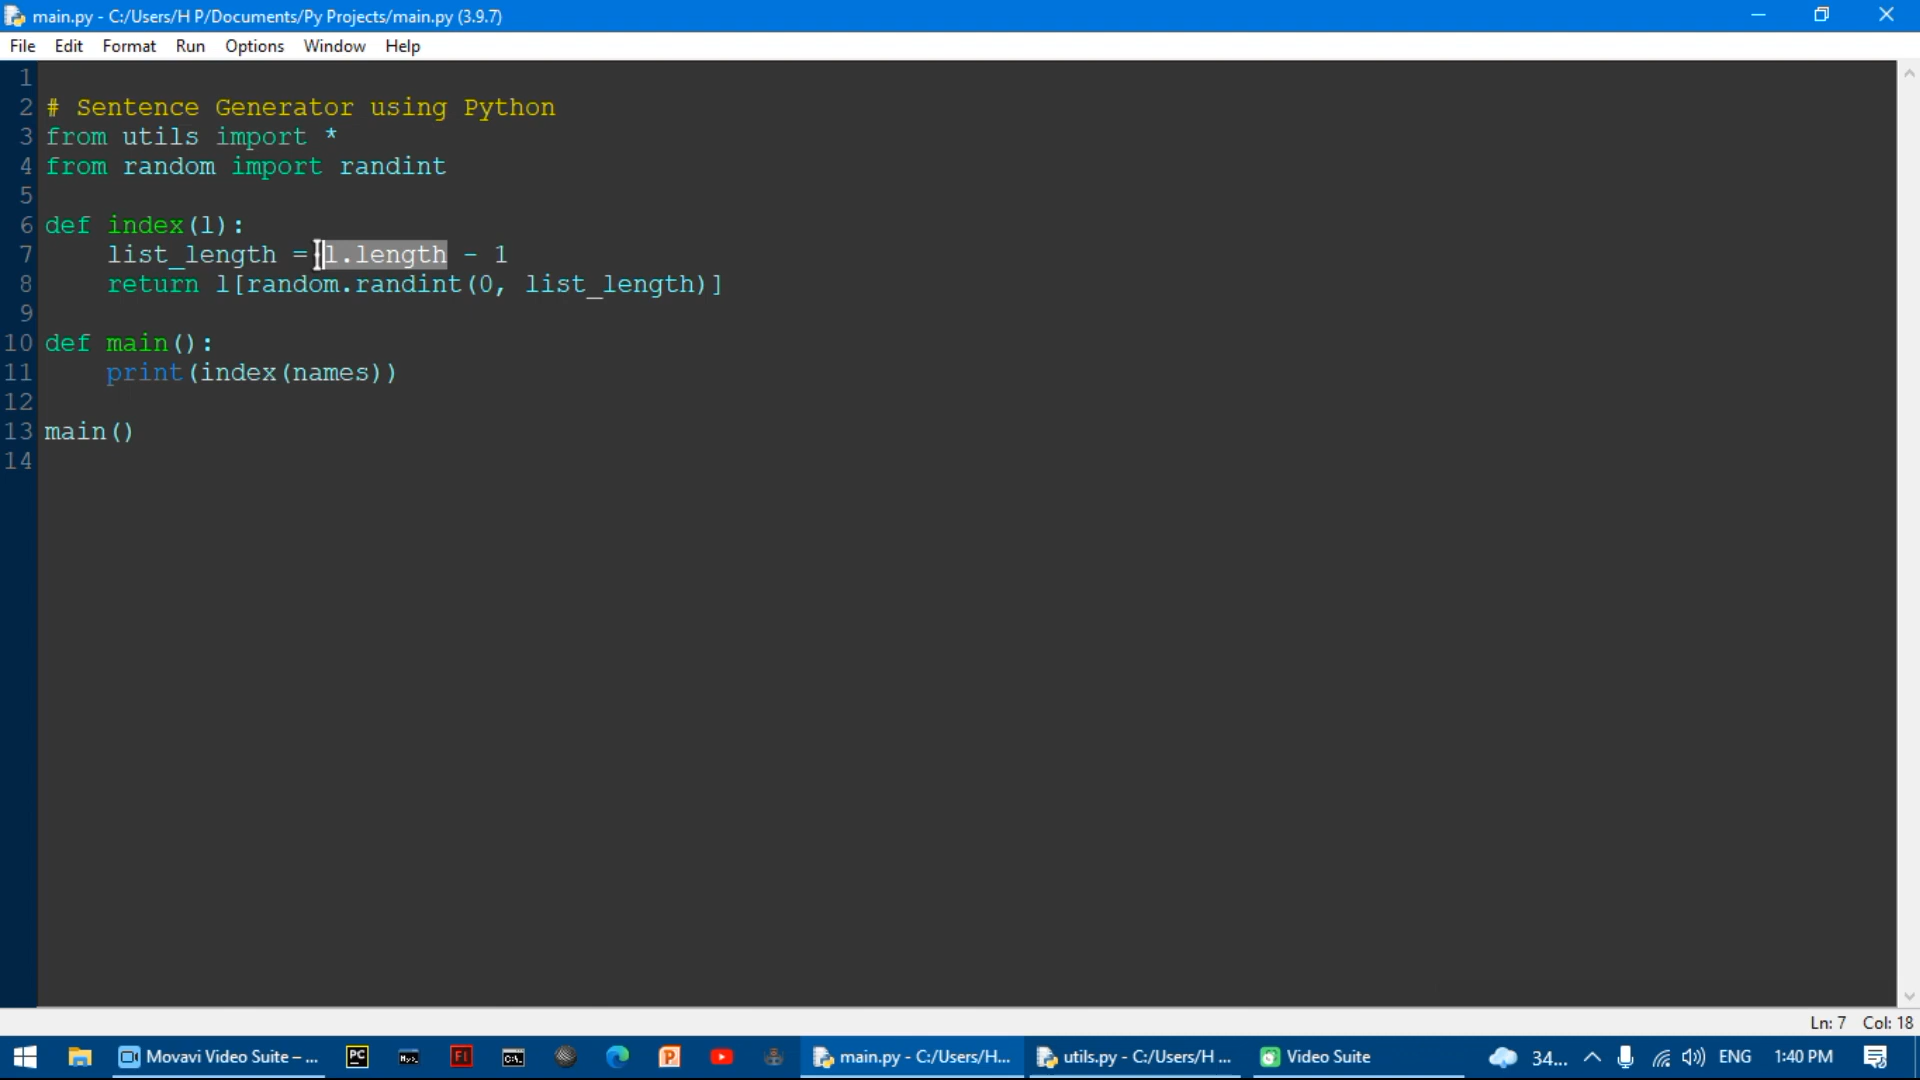 main.py - C:/Users/H P/Documents/Py Projects/main.py (3.9.7)
File Edit Format Run Options Window Help
1
2 # Sentence Generator using Python
3 from utils import *
4 from random import randint
5
6 def index(l):
7     list_length = l.length - 1
8     return l[random.randint(0, list_length)]
9
10 def main():
11     print(index(names))
12
13 main()
14
Ln: 7 Col: 18
Movavi Video Suite – ... PC FI C:\. P main.py - C:/Users/H... utils.py - C:/Users/H ... Video Suite 34... ENG 1:40 PM